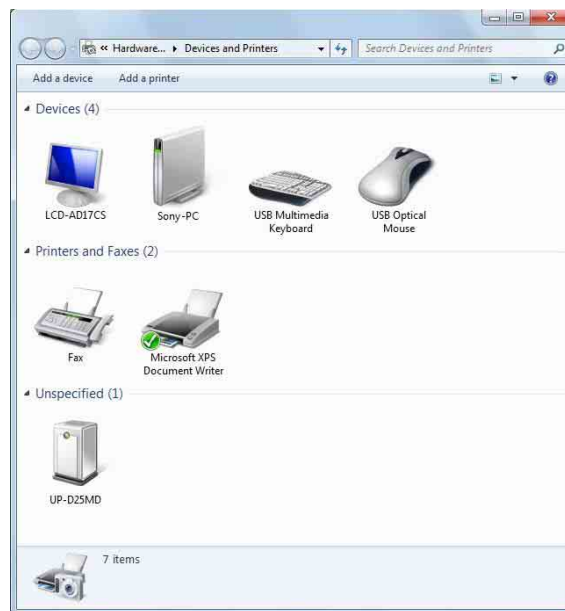 « Hardware... ▸ Devices and Printers
Search Devices and Printers
Add a device Add a printer
Devices (4)
LCD-AD17CS
Sony-PC
USB Multimedia
Keyboard
USB Optical
Mouse
Printers and Faxes (2)
Fax
Microsoft XPS
Document Writer
Unspecified (1)
UP-D25MD
7 items